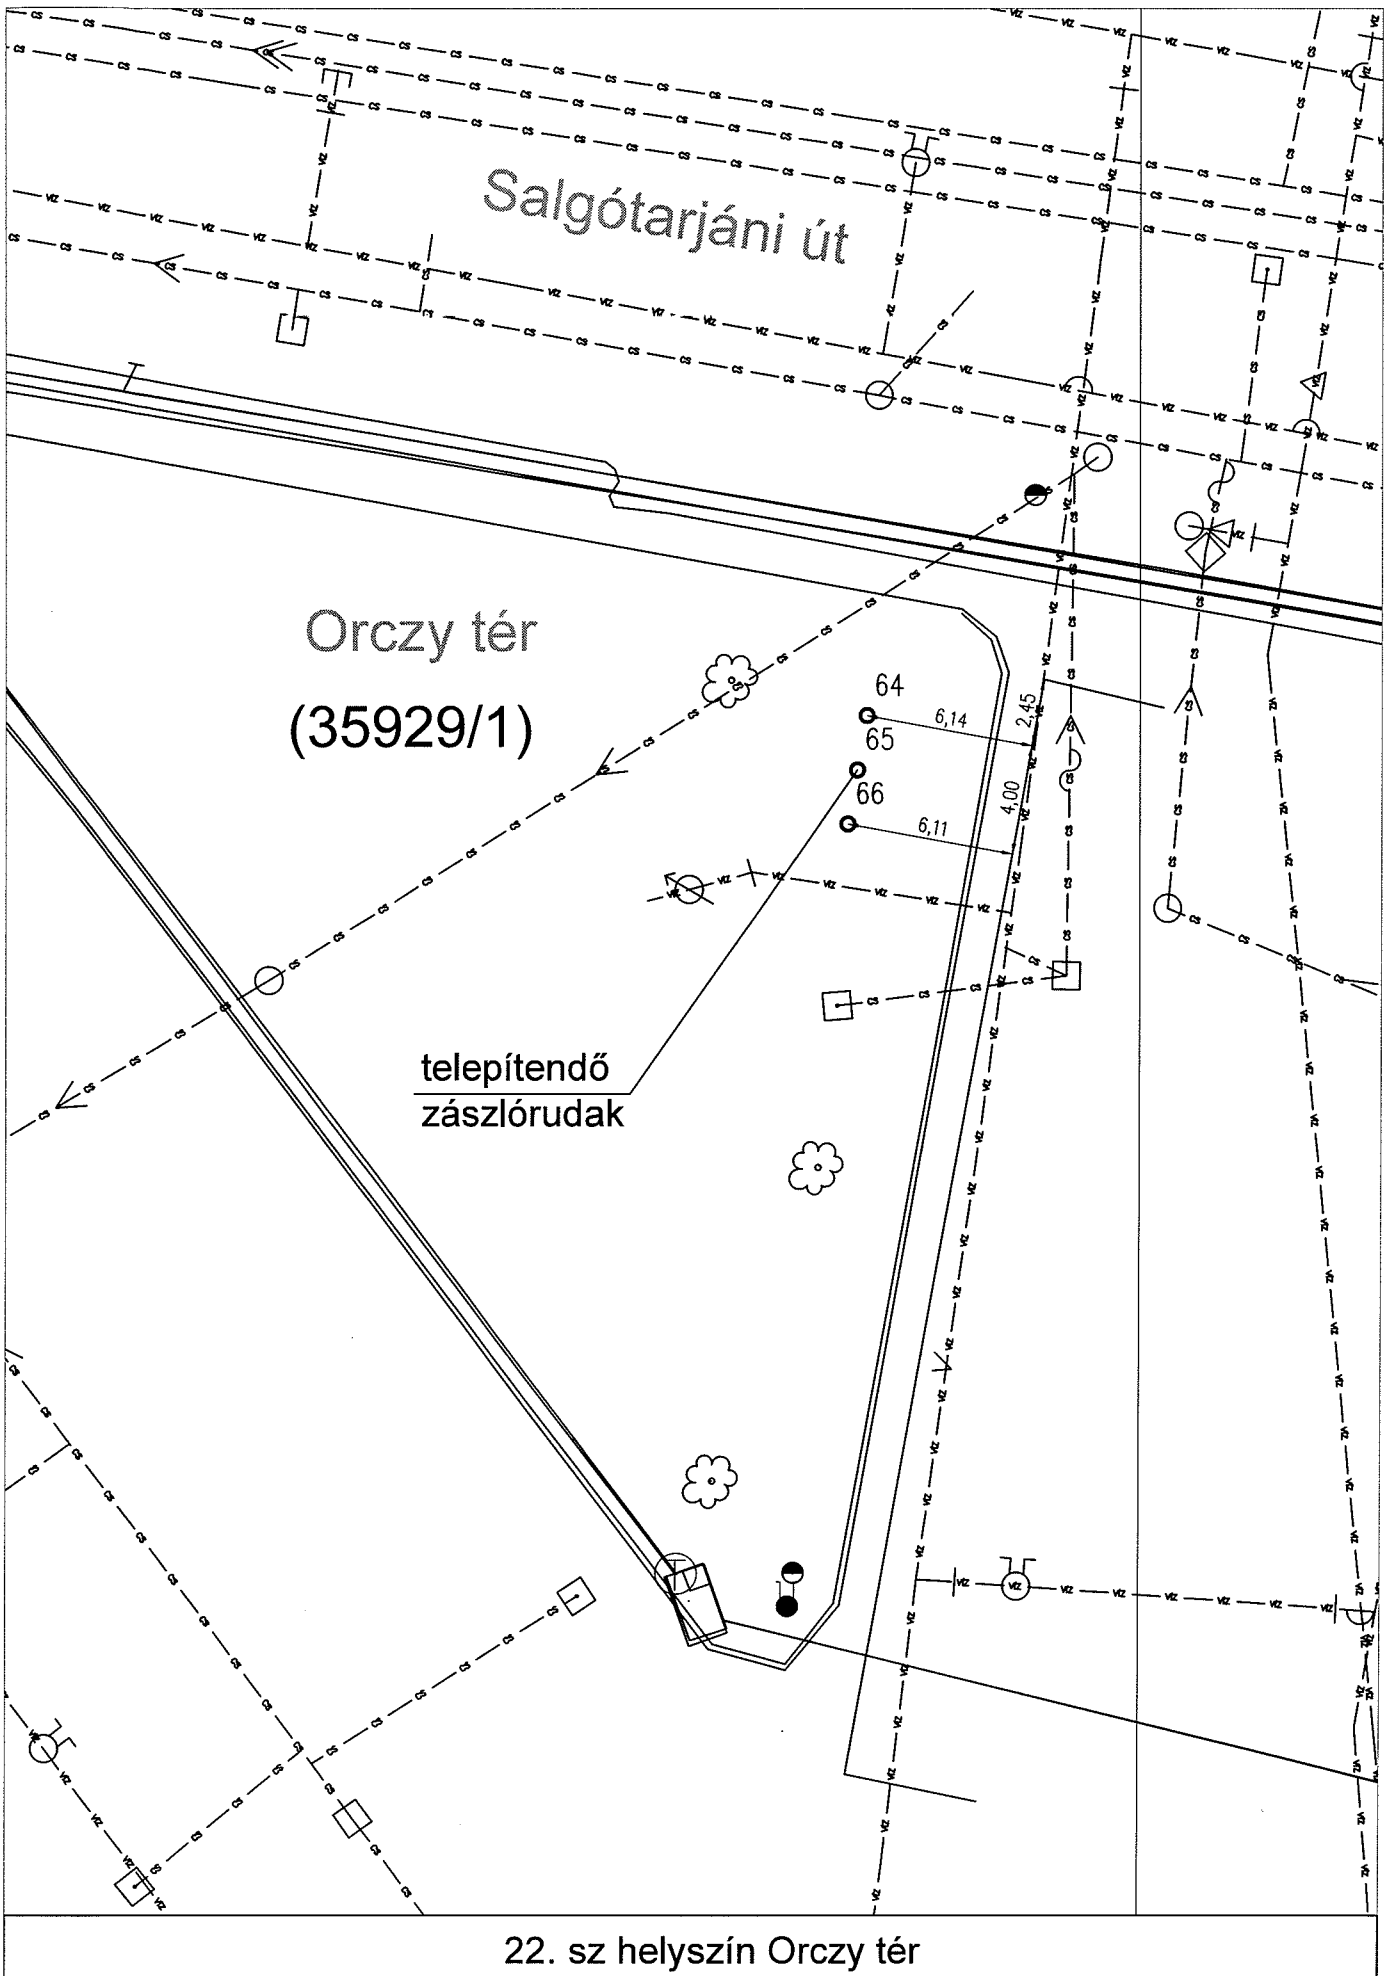 Salgótarjáni út
Orczy tér
(35929/1)
64
6,14
2,45
65
66
4,00
6,11
telepítendő
zászlórudak
22. sz helyszín Orczy tér